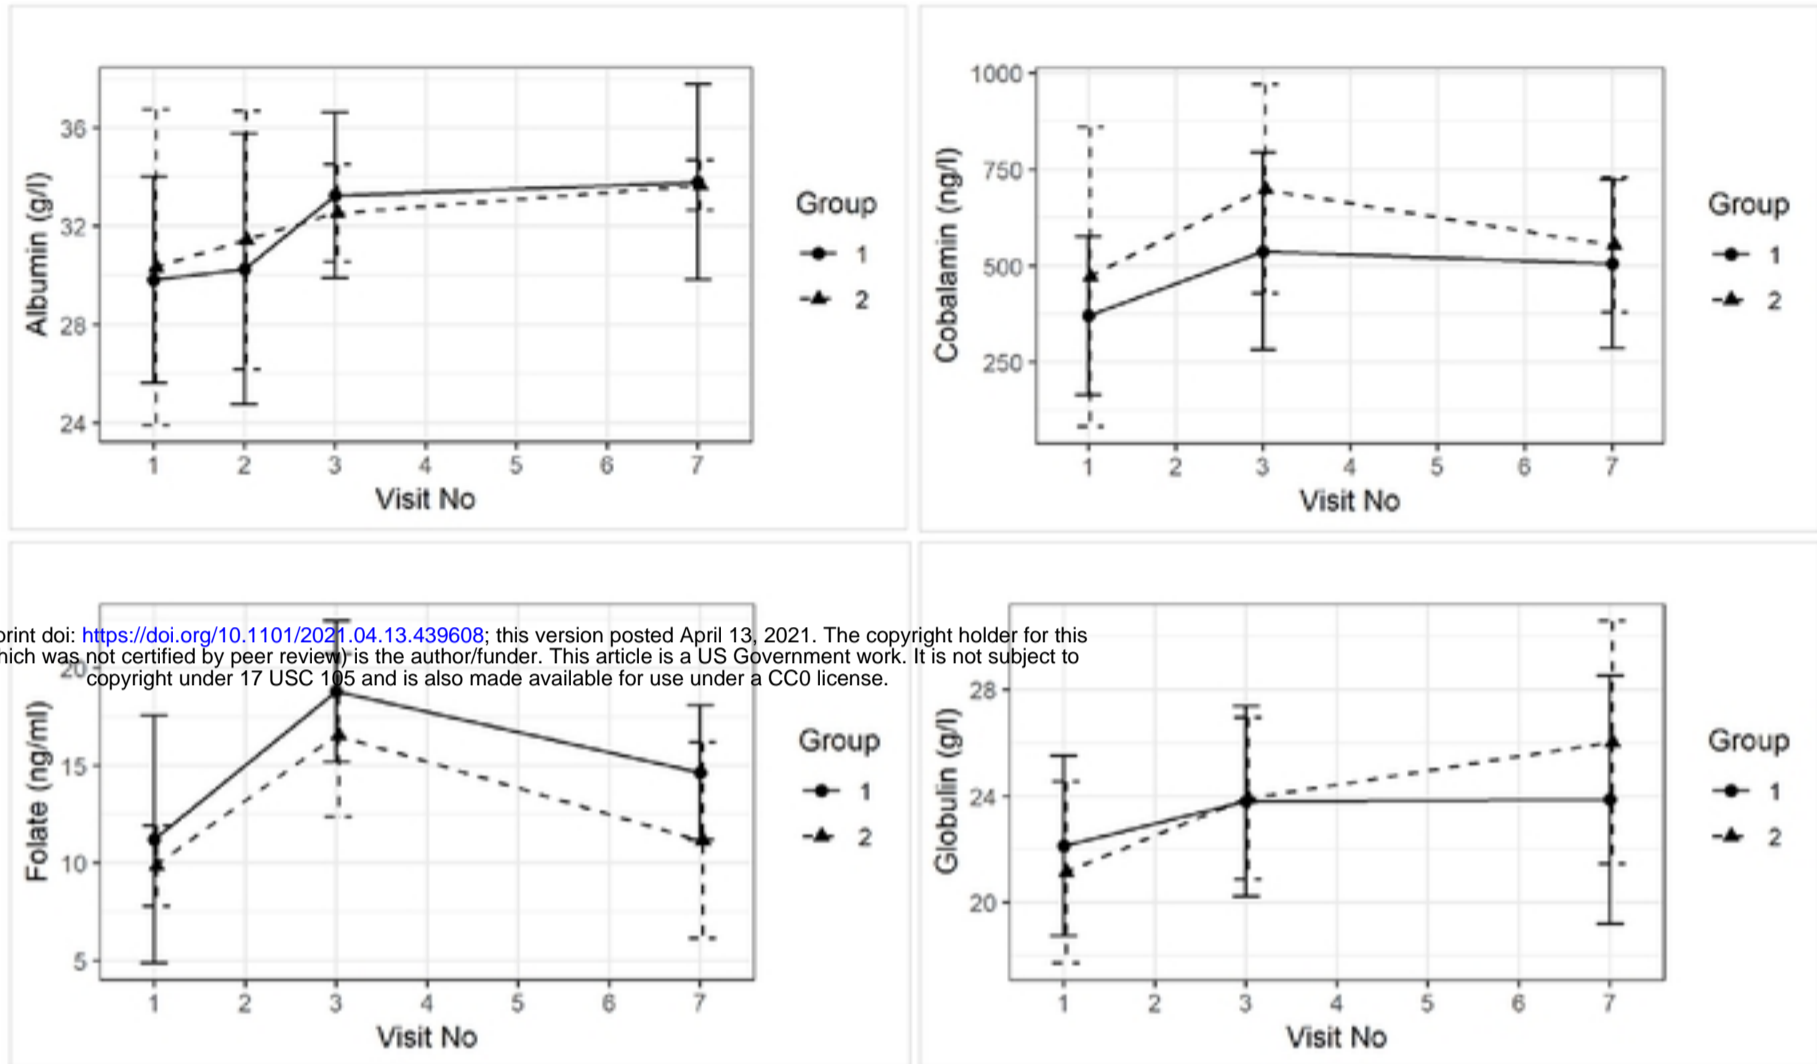 36
32
28
24
Albumin (g/l)
1 2 3 4 5 6 7
Visit No
Group
1
2
1000
750
500
250
Cobalamin (ng/l)
1 2 3 4 5 6 7
Visit No
Group
1
2
print doi: https://doi.org/10.1101/2021.04.13.439608; this version posted April 13, 2021. The copyright holder for this
hich was not certified by peer review) is the author/funder. This article is a US Government work. It is not subject to
copyright under 17 USC 105 and is also made available for use under a CC0 license.
20
15
10
5
Folate (ng/ml)
1 2 3 4 5 6 7
Visit No
Group
1
2
28
24
20
Globulin (g/l)
1 2 3 4 5 6 7
Visit No
Group
1
2